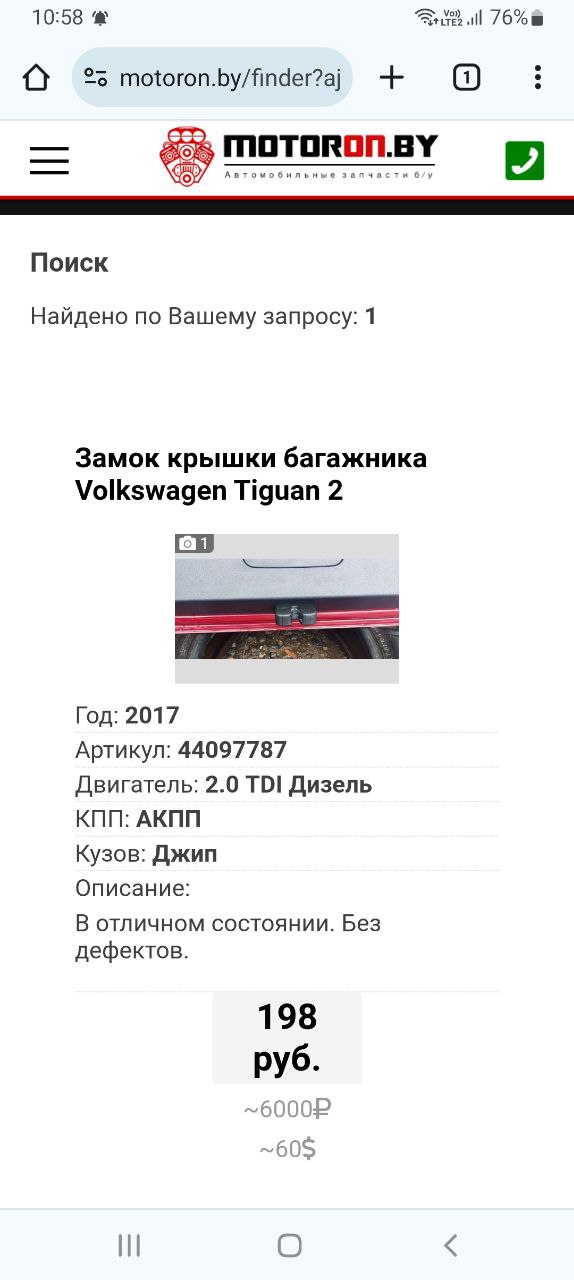 10:58
Vo)) LTE2 76%
motoron.by/finder?aj
1
MOTORON.BY
Автомобильные запчасти б/у
Поиск
Найдено по Вашему запросу: 1
Замок крышки багажника
Volkswagen Tiguan 2
1
Год: 2017
Артикул: 44097787
Двигатель: 2.0 TDI Дизель
КПП: АКПП
Кузов: Джип
Описание:
В отличном состоянии. Без
дефектов.
198
руб.
~6000₽
~60$